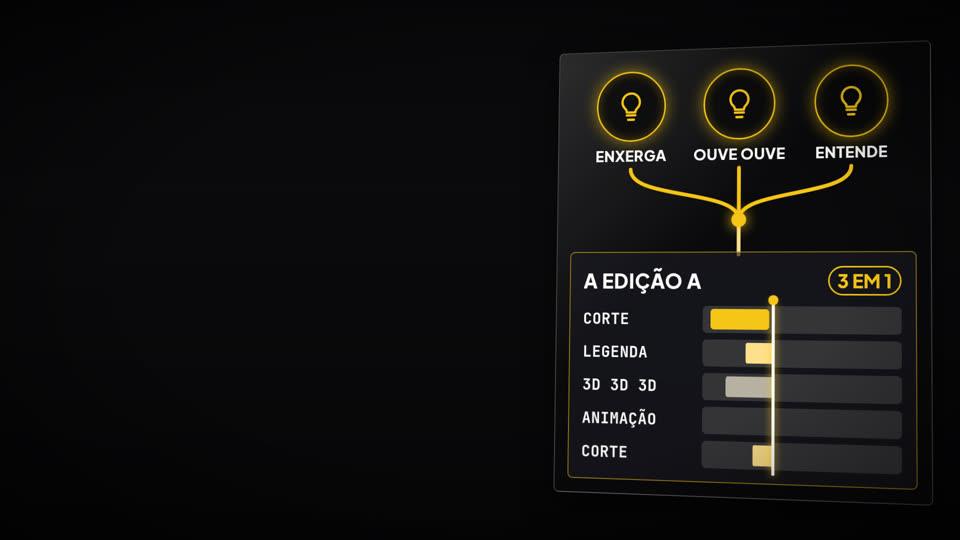 ENXERGA
OUVE OUVE
ENTENDE
A EDIÇÃO A
3 EM 1
CORTE
LEGENDA
3D 3D 3D
ANIMAÇÃO
CORTE